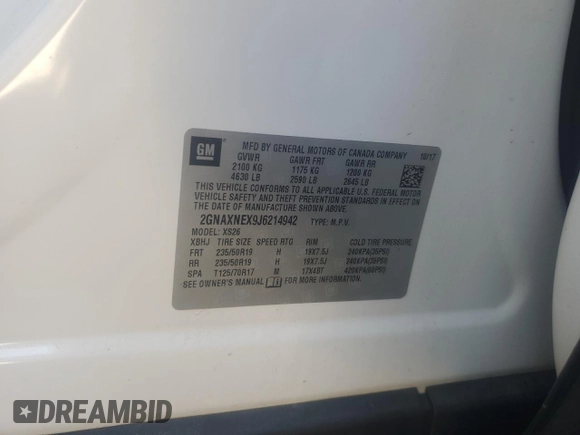 GM
MFD BY GENERAL MOTORS OF CANADA COMPANY 10/17
GVWR GAWR FRT GAWR RR
2100 KG 1175 KG 1200 KG
4630 LB 2590 LB 2645 LB
THIS VEHICLE CONFORMS TO ALL APPLICABLE U.S. FEDERAL MOTOR
VEHICLE SAFETY AND THEFT PREVENTION STANDARDS IN EFFECT ON
THE DATE OF MANUFACTURE SHOWN ABOVE.
2GNAXNEX9J6214942 TYPE: M.P.V.
MODEL: XS26
XBHJ TIRE SIZE SPEED RTG RIM COLD TIRE PRESSURE
FRT 235/50R19 H 19X7.5J 240KPA(35PSI)
RR 235/50R19 H 19X7.5J 240KPA(35PSI)
SPA T125/70R17 M 17X4BT 420KPA(60PSI)
SEE OWNER'S MANUAL FOR MORE INFORMATION.
DREAMBID